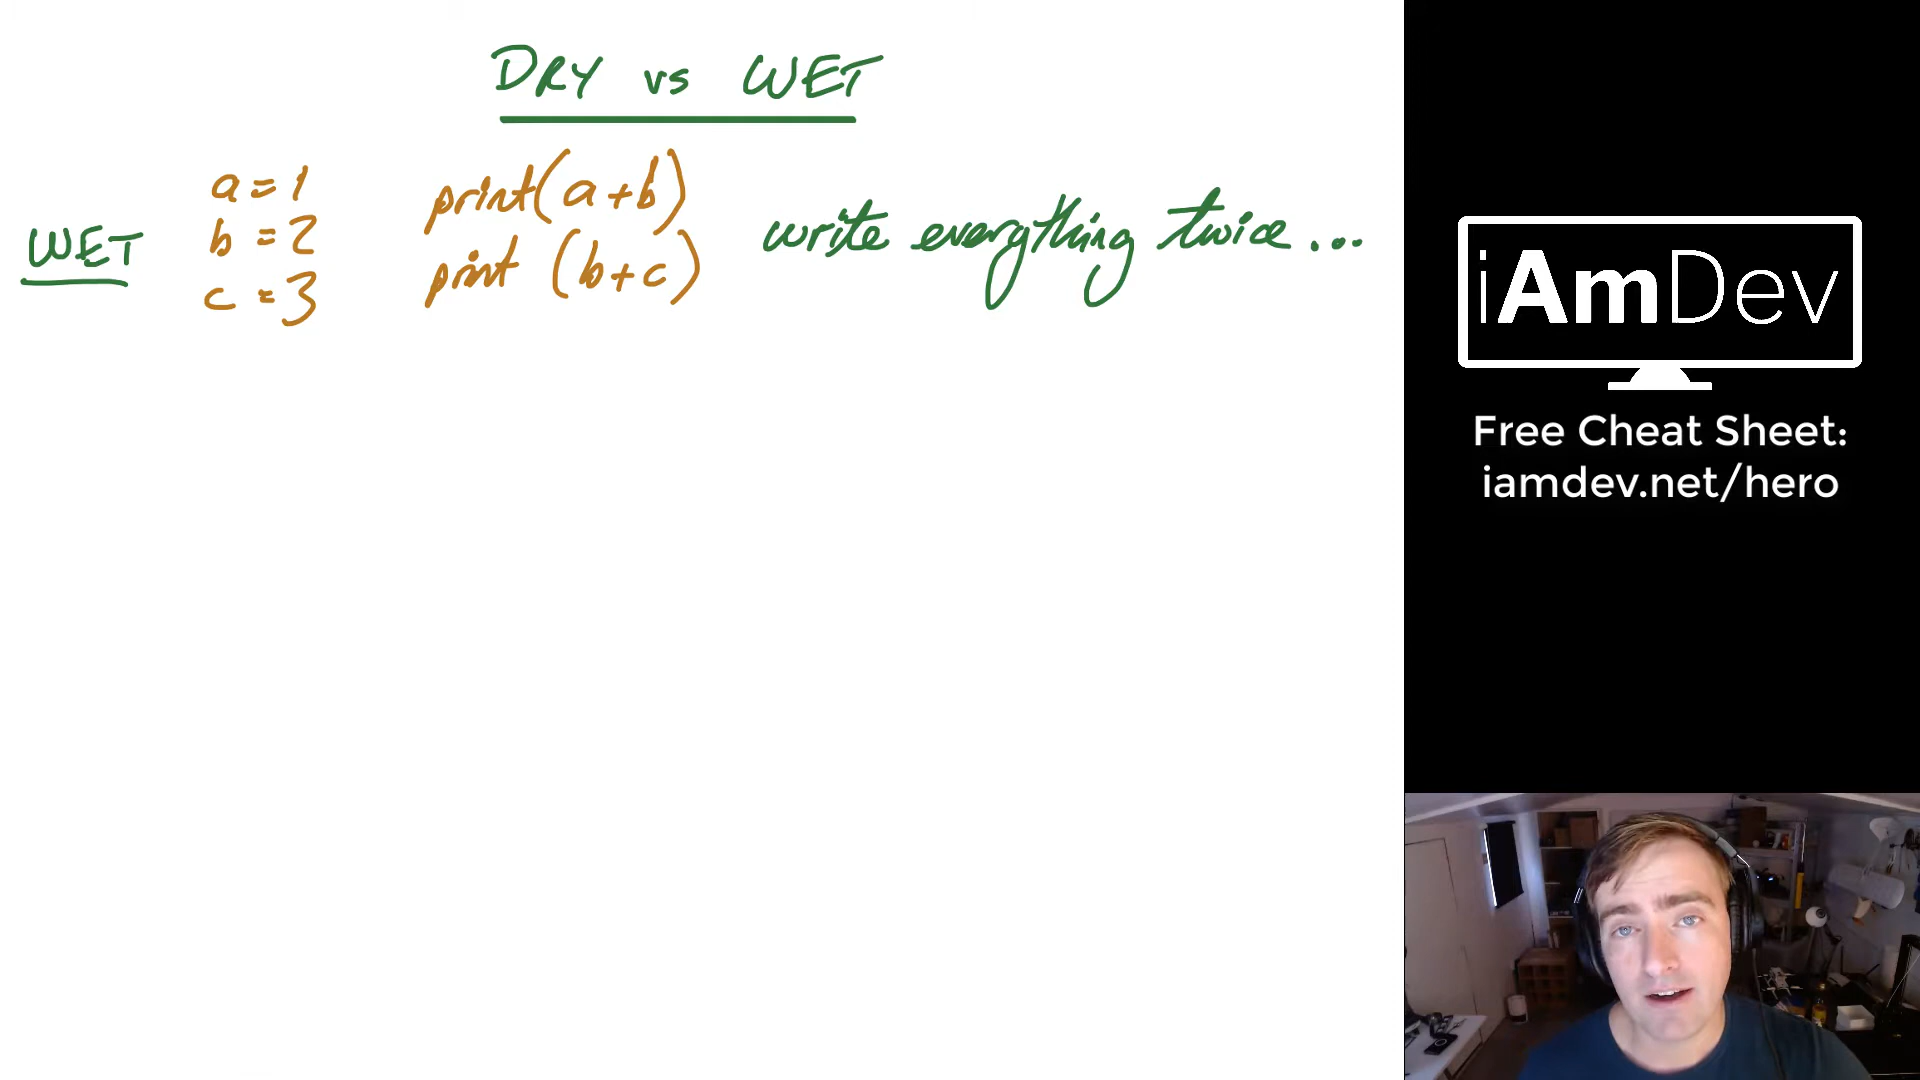 DRY vs WET
WET
a = 1
b = 2
c = 3
print(a+b)
print (b+c)
write everything twice...
iAmDev
Free Cheat Sheet:
iamdev.net/hero